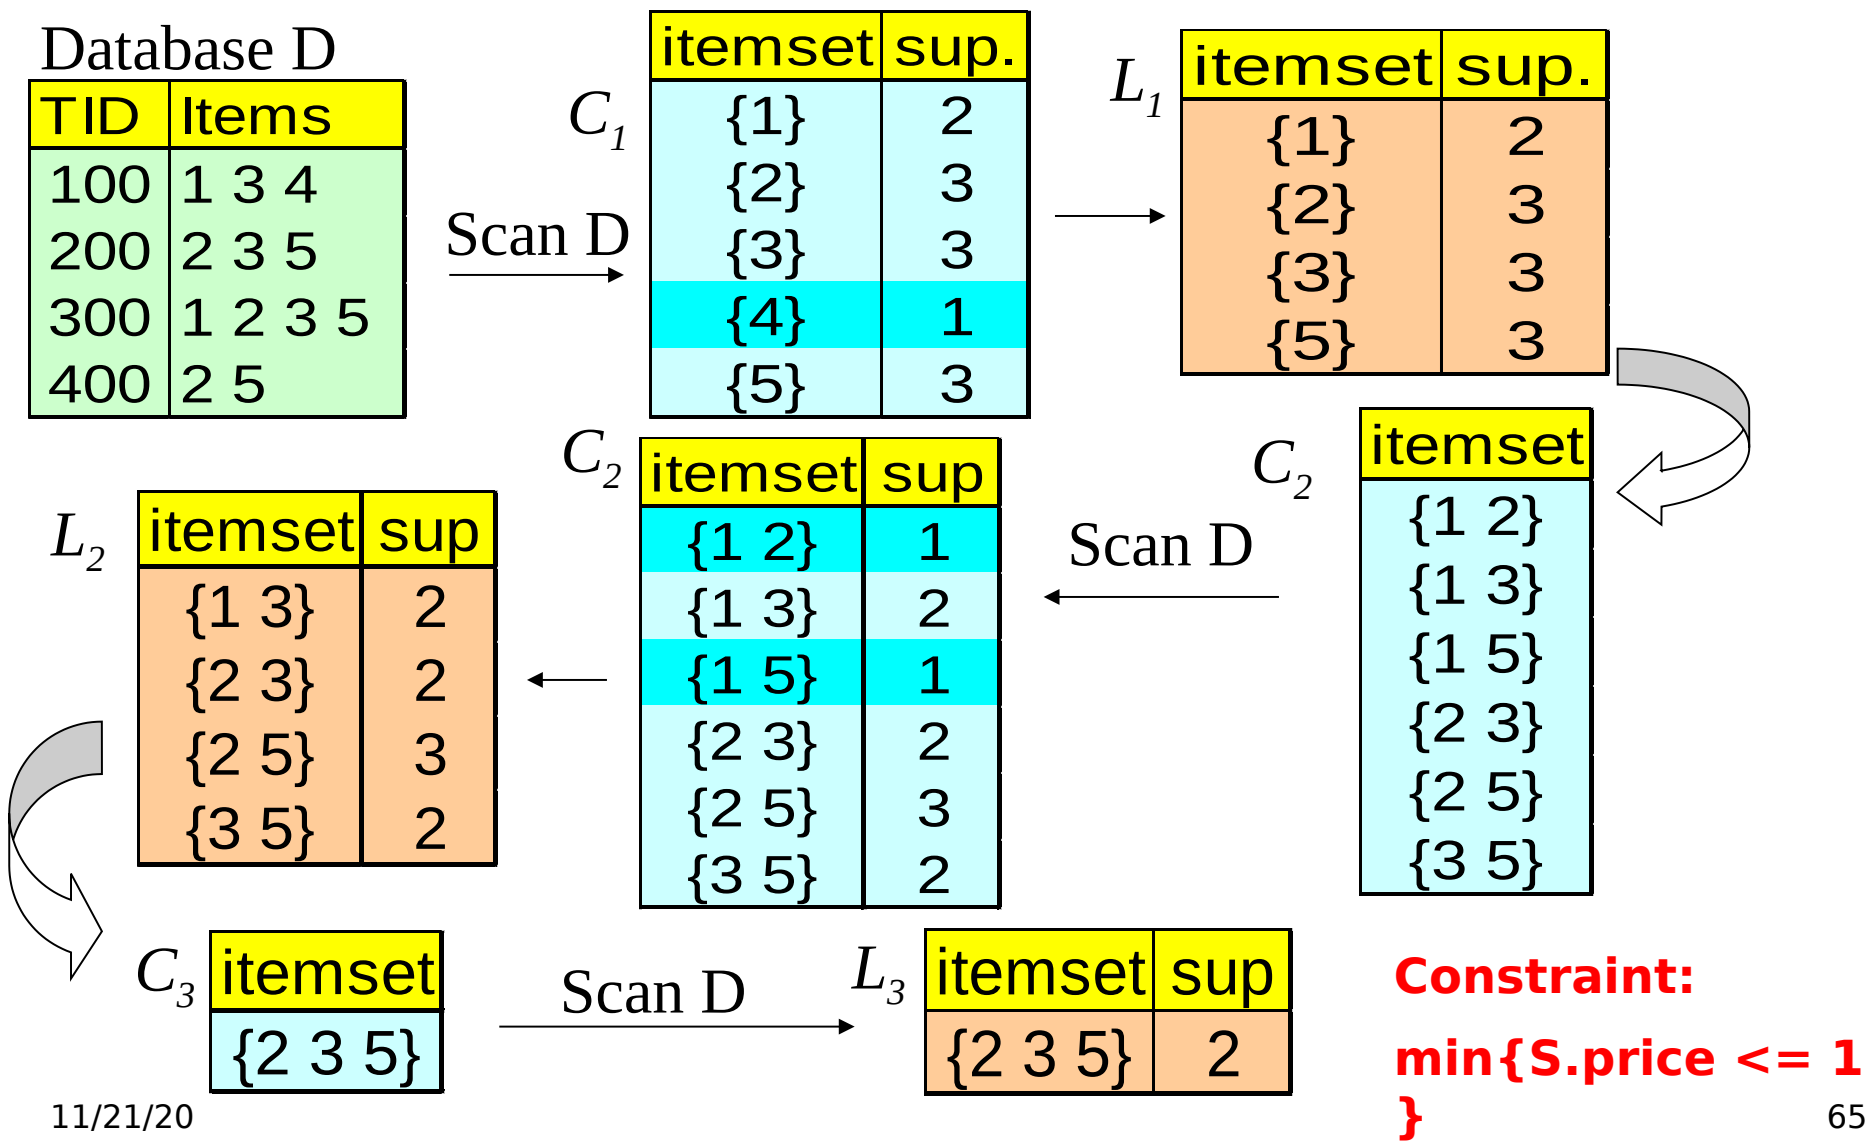 Database D
TID Items
100 1 3 4
200 2 3 5
300 1 2 3 5
400 2 5
Scan D
C1
itemset sup.
{1} 2
{2} 3
{3} 3
{4} 1
{5} 3
L1
itemset sup.
{1} 2
{2} 3
{3} 3
{5} 3
C2
itemset
{1 2}
{1 3}
{1 5}
{2 3}
{2 5}
{3 5}
Scan D
C2
itemset sup
{1 2} 1
{1 3} 2
{1 5} 1
{2 3} 2
{2 5} 3
{3 5} 2
L2
itemset sup
{1 3} 2
{2 3} 2
{2 5} 3
{3 5} 2
C3
itemset
{2 3 5}
Scan D
L3
itemset sup
{2 3 5} 2
Constraint:
min{S.price <= 1
}
11/21/20
65